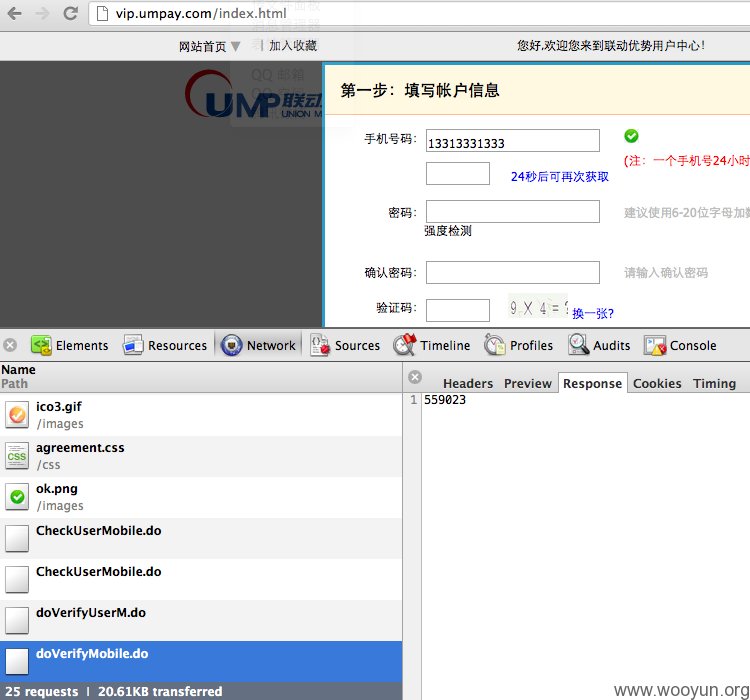 vip.umpay.com/index.html
网站首页 ▼ | 加入收藏 您好,欢迎您来到联动优势用户中心!
QQ 邮箱
UMP联动
UNION M
第一步：填写帐户信息
手机号码： 13313331333
(注：一个手机号24小时
24秒后可再次获取
密码： 建议使用6-20位字母加数
强度检测
确认密码： 请输入确认密码
验证码： 9 X 4 = ? 换一张?
Elements Resources Network Sources Timeline Profiles Audits Console
Name
Path
Headers Preview Response Cookies Timing
1 559023
ico3.gif
/images
agreement.css
/css
ok.png
/images
CheckUserMobile.do
CheckUserMobile.do
doVerifyUserM.do
doVerifyMobile.do
25 requests | 20.61KB transferred
www.wooyun.org